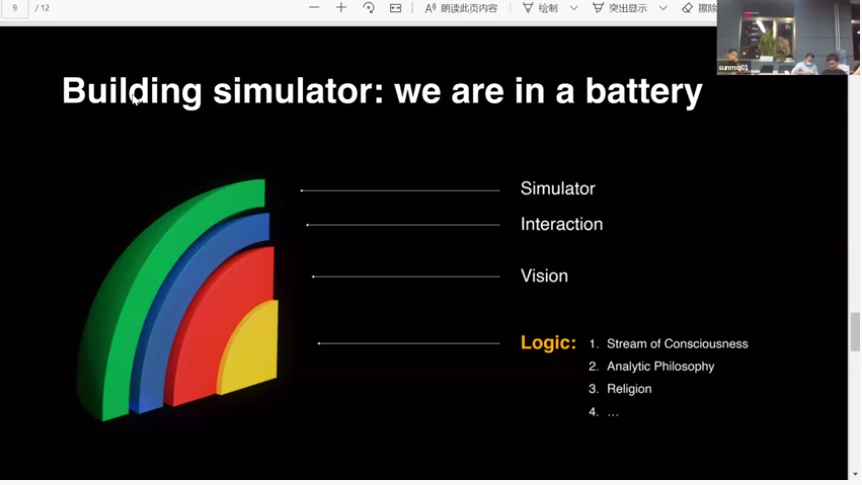 9 / 12
朗读此页内容
绘制
突出显示
擦除
sunmq01
Building simulator: we are in a battery
Simulator
Interaction
Vision
Logic:
1. Stream of Consciousness
2. Analytic Philosophy
3. Religion
4. ...